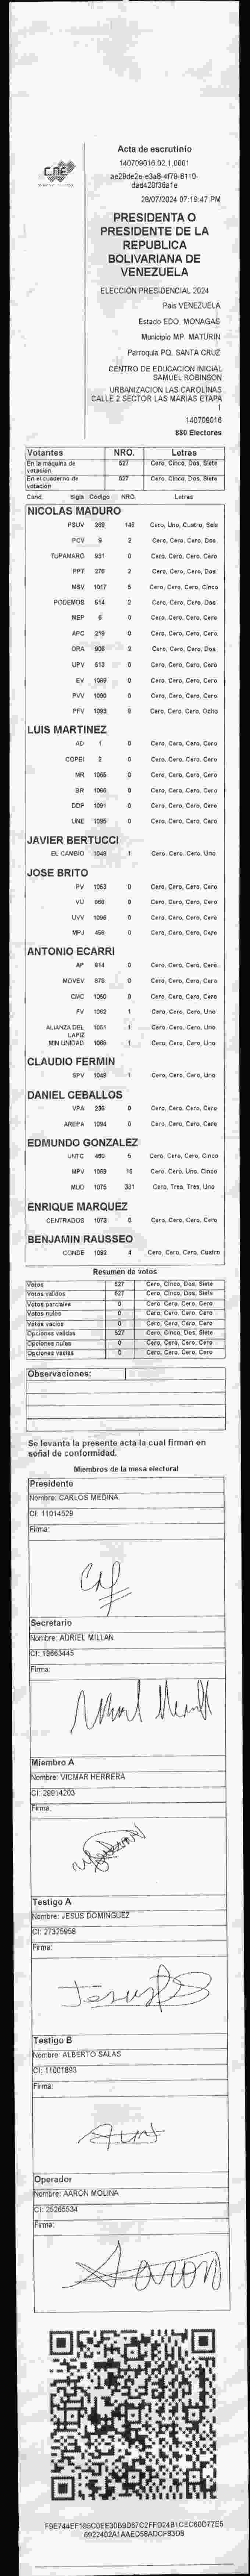 CNE
Acta de escrutinio
140709016.02.1.0001
ae29de2e-e3a8-4f79-8110-
dad420f36a1e
28/07/2024 07:19:47 PM
PRESIDENTA O
PRESIDENTE DE LA
REPUBLICA
BOLIVARIANA DE
VENEZUELA
ELECCIÓN PRESIDENCIAL 2024
Pais VENEZUELA
Estado EDO. MONAGAS
Municipio MP. MATURIN
Parroquia PQ. SANTA CRUZ
CENTRO DE EDUCACION INICIAL
SAMUEL ROBINSON
URBANIZACION LAS CAROLINAS
CALLE 2 SECTOR LAS MARIAS ETAPA
1
140709016
880 Electores
Votantes NRO. Letras
En la máquina de votación 527 Cero, Cinco, Dos, Siete
En el cuaderno de votación 527 Cero, Cinco, Dos, Siete
Cand. Sigla Codigo NRO. Letras
NICOLAS MADURO
PSUV 146 Cero, Uno, Cuatro, Seis
PCV 9 2 Cero, Cero, Cero, Dos
TUPAMARO 931 0 Cero, Cero, Cero, Cero
PPT 276 2 Cero, Cero, Cero, Dos
MSV 1017 5 Cero, Cero, Cero, Cinco
PODEMOS 514 2 Cero, Cero, Cero, Dos
MEP 6 0 Cero, Cero, Cero, Cero
APC 219 0 Cero, Cero, Cero, Cero
ORA 906 Cero, Cero, Cero, Dos
UPV 513 0 Cero, Cero, Cero, Cero
EV 1089 0 Cero, Cero, Cero, Cero
PVV 1090 0 Cero, Cero, Cero, Cero
PFV 1093 8 Cero, Cero, Cero, Ocho
LUIS MARTINEZ
AD 1 0 Cero, Cero, Cero, Cero
COPEI 2 0 Cero, Cero, Cero, Cero
MR 1065 0 Cero, Cero, Cero, Cero
BR 1066 0 Cero, Cero, Cero, Cero
DDP 1091 0 Cero, Cero, Cero, Cero
UNE 1095 0 Cero, Cero, Cero, Cero
JAVIER BERTUCCI
EL CAMBIO 1046 1 Cero, Cero, Cero, Uno
JOSE BRITO
PV 1053 0 Cero, Cero, Cero, Cero
VU 868 0 Cero, Cero, Cero, Cero
UVV 1096 0 Cero, Cero, Cero, Cero
MPJ 456 0 Cero, Cero, Cero, Cero
ANTONIO ECARRI
AP 814 0 Cero, Cero, Cero, Cero
MOVEV 878 0 Cero, Cero, Cero, Cero
CMC 1050 0 Cero, Cero, Cero, Cero
FV 1062 1 Cero, Cero, Cero, Uno
ALIANZA DEL LAPIZ 1051 1 Cero, Cero, Cero, Uno
MIN UNIDAD 1066 1 Cero, Cero, Cero, Uno
CLAUDIO FERMIN
SPV 1049 1 Cero, Cero, Cero, Uno
DANIEL CEBALLOS
VPA 236 0 Cero, Cero, Cero, Cero
AREPA 1094 0 Cero, Cero, Cero, Cero
EDMUNDO GONZALEZ
UNTC 460 5 Cero, Cero, Cero, Cinco
MPV 1069 15 Cero, Cero, Uno, Cinco
MUD 1075 331 Cero, Tres, Tres, Uno
ENRIQUE MARQUEZ
CENTRADOS 1073 0 Cero, Cero, Cero, Cero
BENJAMIN RAUSSEO
CONDE 1092 4 Cero, Cero, Cero, Cuatro
Resumen de votos
Votos 527 Cero, Cinco, Dos, Siete
Votos validos 527 Cero, Cinco, Dos, Siete
Votos parciales 0 Cero, Cero, Cero, Cero
Votos nulos 0 Cero, Cero, Cero, Cero
Votos vacios 0 Cero, Cero, Cero, Cero
Opciones validas 527 Cero, Cinco, Dos, Siete
Opciones nulas 0 Cero, Cero, Cero, Cero
Opciones vacias 0 Cero, Cero, Cero, Cero
Observaciones:
Se levanta la presente acta la cual firman en
señal de conformidad.
Miembros de la mesa electoral
Presidente
Nombre: CARLOS MEDINA
CI: 11014529
Firma:
Secretario
Nombre: ADRIEL MILLAN
CI: 19663445
Firma:
Miembro A
Nombre: VICMAR HERRERA
CI: 29914203
Firma:
Testigo A
Nombre: JESUS DOMINGUEZ
CI: 27325958
Firma:
Jesus
Testigo B
Nombre: ALBERTO SALAS
CI: 11001893
Firma:
Operador
Nombre: AARON MOLINA
CI: 25265534
Firma:
Aaron
F9E744EF195C0EE30B9D67C2FFD24B1CEC60D77E5
6922402A1AAED58ADCF83DB